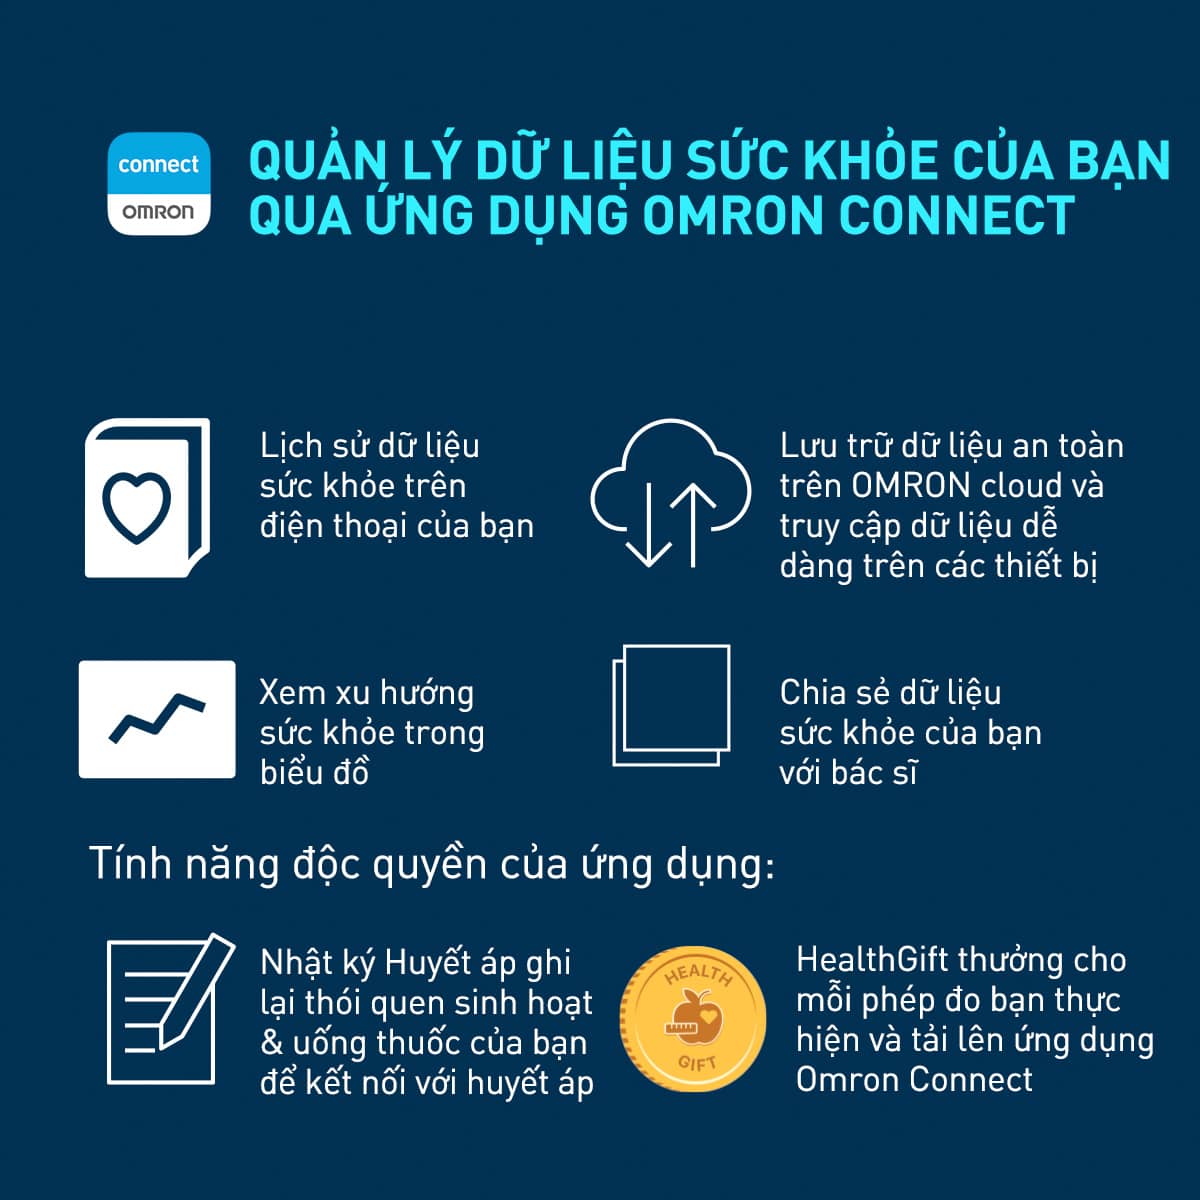 connect
OMRON
QUẢN LÝ DỮ LIỆU SỨC KHỎE CỦA BẠN
QUA ỨNG DỤNG OMRON CONNECT
Lịch sử dữ liệu
sức khỏe trên
điện thoại của bạn
Lưu trữ dữ liệu an toàn
trên OMRON cloud và
truy cập dữ liệu dễ
dàng trên các thiết bị
Xem xu hướng
sức khỏe trong
biểu đồ
Chia sẻ dữ liệu
sức khỏe của bạn
với bác sĩ
Tính năng độc quyền của ứng dụng:
Nhật ký Huyết áp ghi
lại thói quen sinh hoạt
& uống thuốc của bạn
để kết nối với huyết áp
HEALTH
GIFT
HealthGift thưởng cho
mỗi phép đo bạn thực
hiện và tải lên ứng dụng
Omron Connect